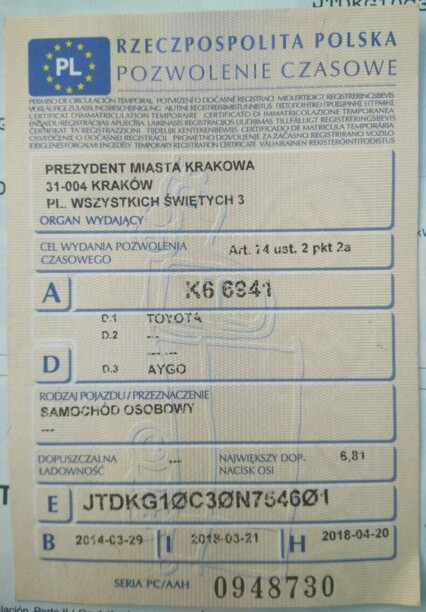 PL
RZECZPOSPOLITA POLSKA
POZWOLENIE CZASOWE
PREZYDENT MIASTA KRAKOWA
31-004 KRAKÓW
PL. WSZYSTKICH ŚWIĘTYCH 3
ORGAN WYDAJĄCY
CEL WYDANIA POZWOLENIA CZASOWEGO Art. 74 ust. 2 pkt 2a
A K6 6941
D.1 TOYOTA
D.2 ---
--- ---
D
D.3 AYGO
RODZAJ POJAZDU / PRZEZNACZENIE
SAMOCHÓD OSOBOWY
---
DOPUSZCZALNA ŁADOWNOŚĆ --- NAJWIĘKSZY DOP. NACISK OSI 6,81
E JTDKG10C30N754601
B 2014-03-29 I 2018-03-21 H 2018-04-20
SERIA PC/AAH 0948730